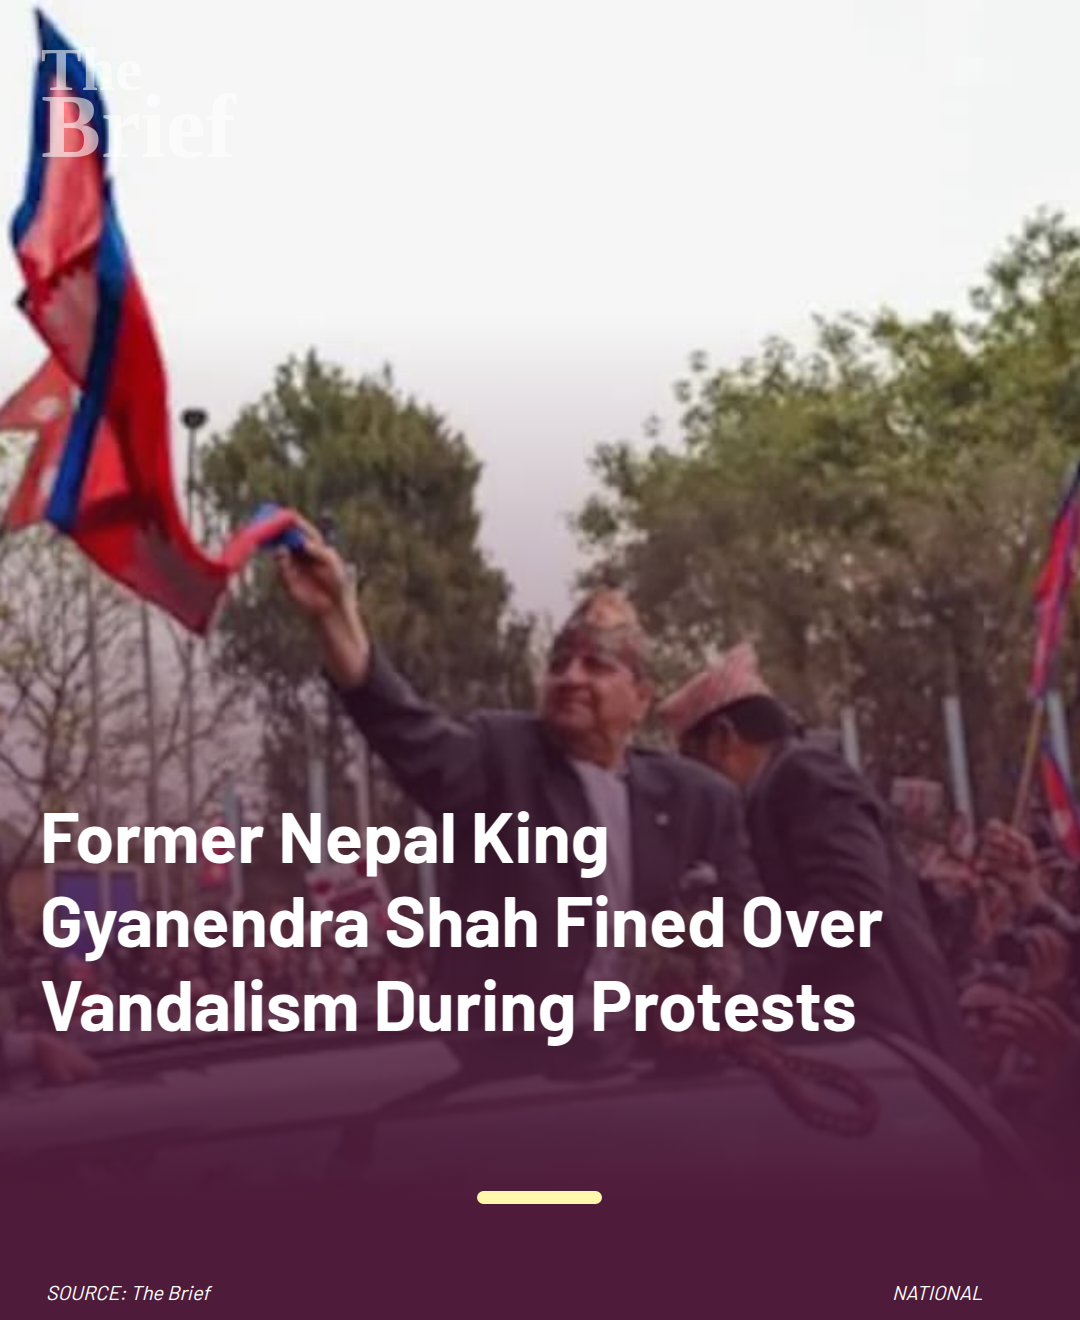 The
Brief
Former Nepal King
Gyanendra Shah Fined Over
Vandalism During Protests
SOURCE: The Brief
NATIONAL